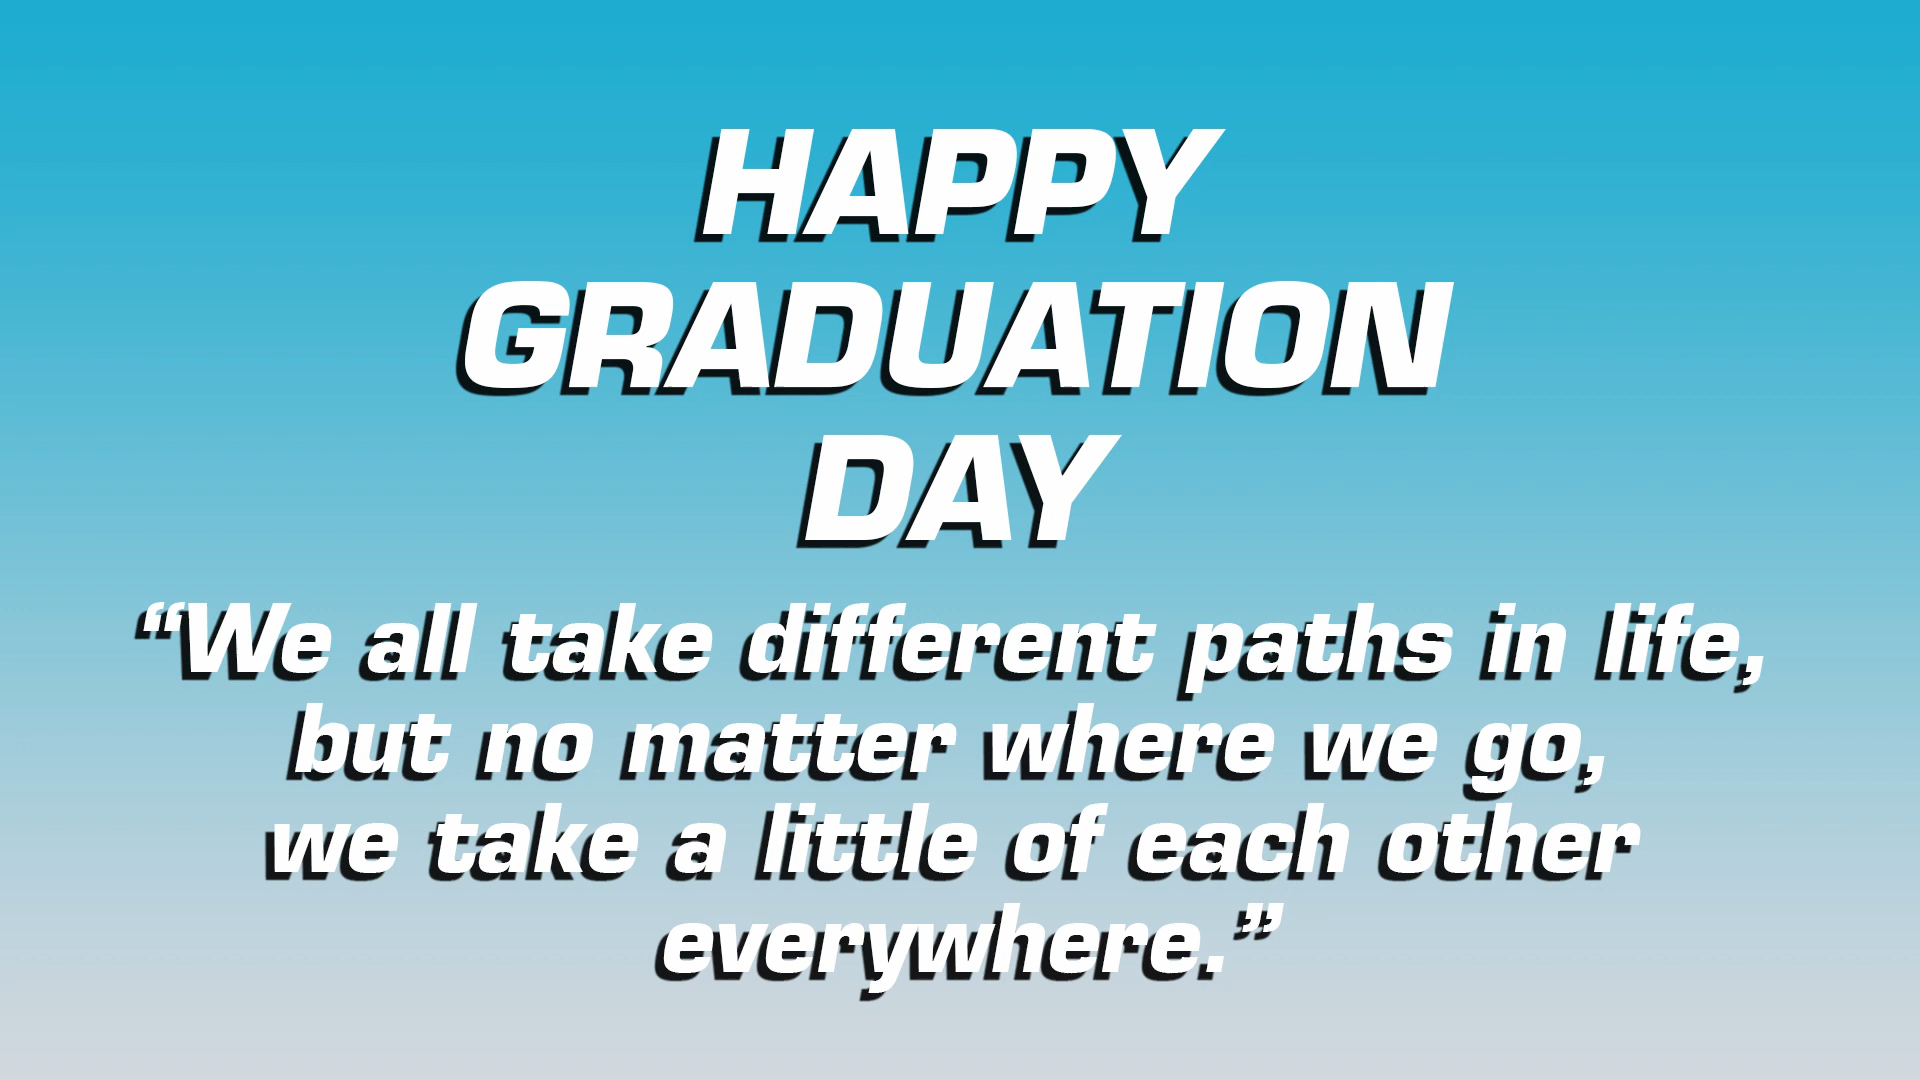 HAPPY
GRADUATION
DAY
“We all take different paths in life,
but no matter where we go,
we take a little of each other
everywhere.”